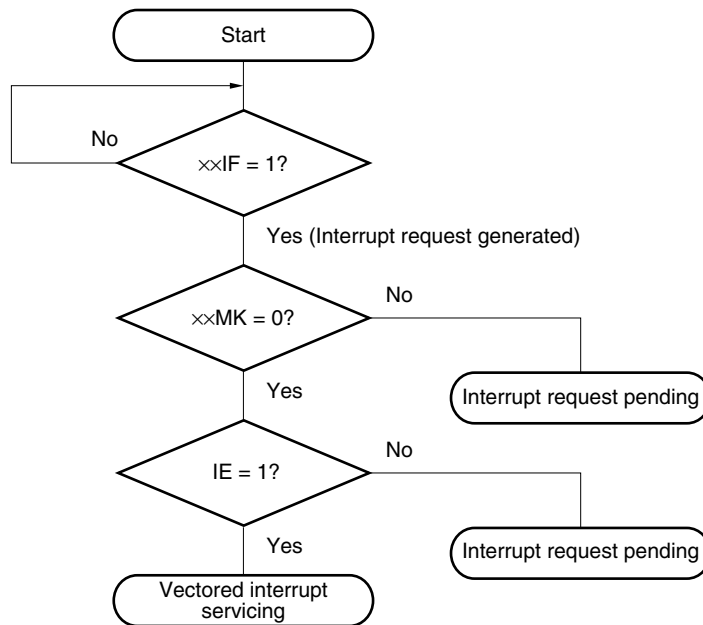 Start
No
××IF = 1?
Yes (Interrupt request generated)
××MK = 0?
No
Yes
Interrupt request pending
IE = 1?
No
Yes
Interrupt request pending
Vectored interrupt
servicing